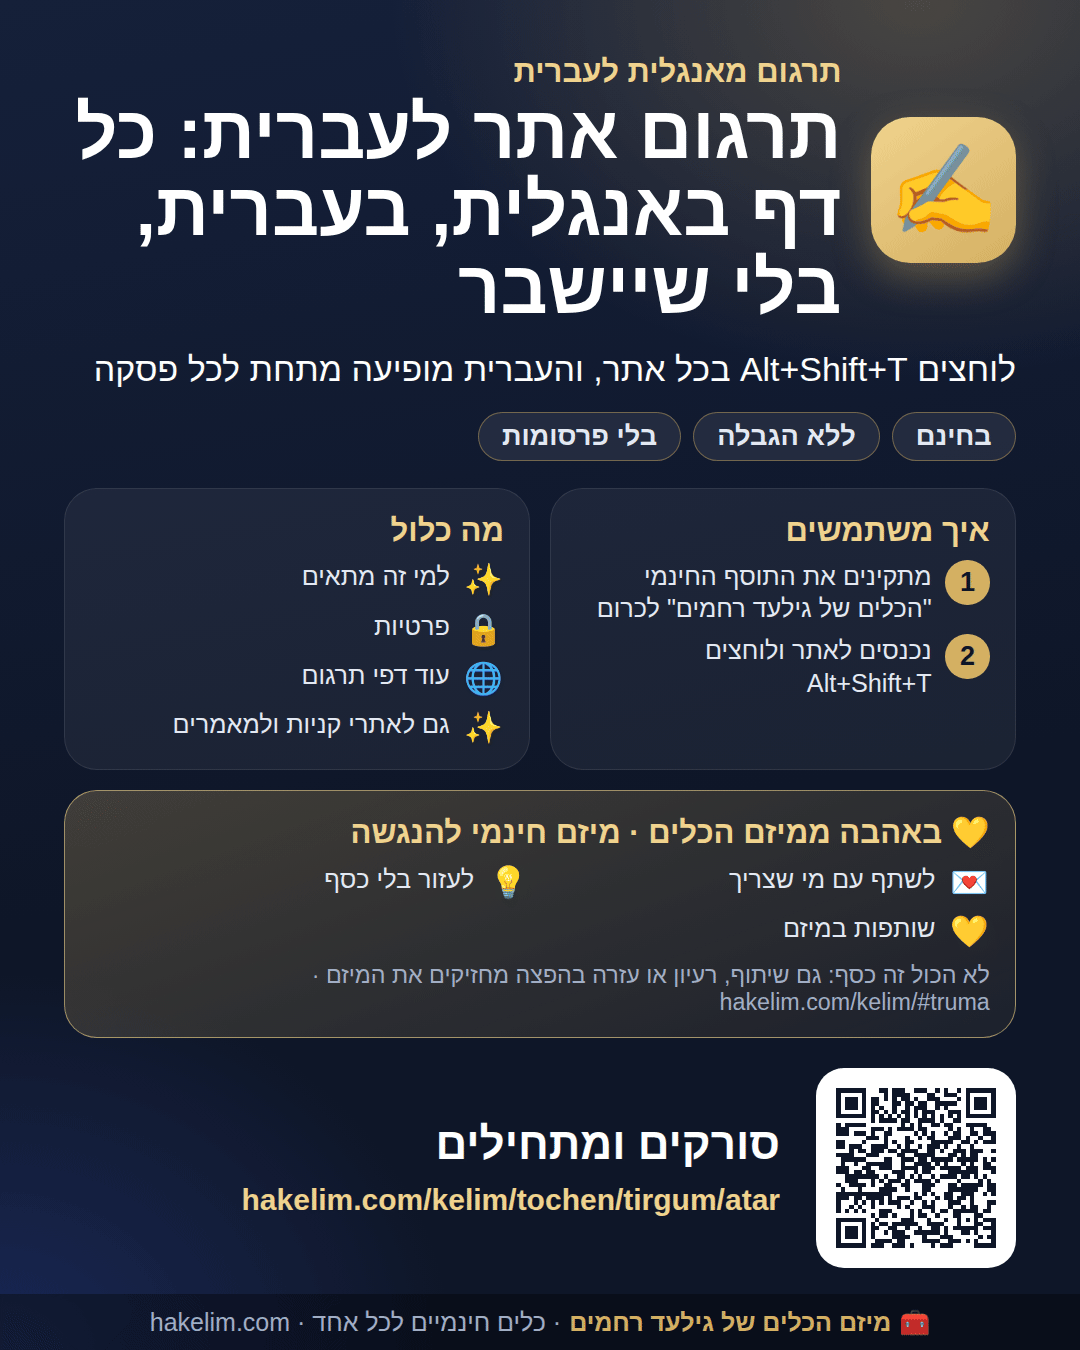 תרגום מאנגלית לעברית
תרגום אתר לעברית: כל
דף באנגלית, בעברית,
בלי שיישבר
לוחצים Alt+Shift+T בכל אתר, והעברית מופיעה מתחת לכל פסקה
בחינם
ללא הגבלה
בלי פרסומות
איך משתמשים
1
מתקינים את התוסף החינמי
"הכלים של גילעד רחמים" לכרום
2
נכנסים לאתר ולוחצים
Alt+Shift+T
מה כלול
למי זה מתאים
פרטיות
עוד דפי תרגום
גם לאתרי קניות ולמאמרים
באהבה ממיזם הכלים · מיזם חינמי להנגשה
לשתף עם מי שצריך
לעזור בלי כסף
שותפות במיזם
לא הכול זה כסף: גם שיתוף, רעיון או עזרה בהפצה מחזיקים את המיזם ·
hakelim.com/kelim/#truma
סורקים ומתחילים
hakelim.com/kelim/tochen/tirgum/atar
מיזם הכלים של גילעד רחמים · כלים חינמיים לכל אחד · hakelim.com